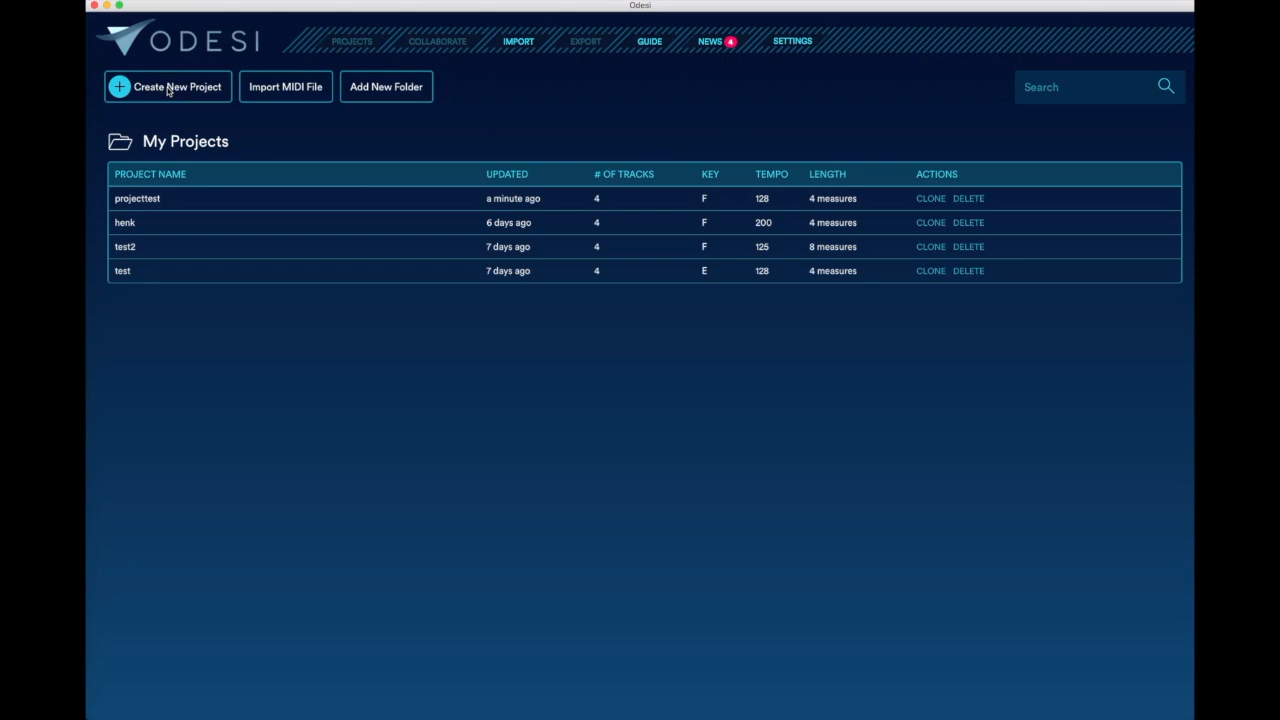 Odesi
ODESI PROJECTS COLLABORATE IMPORT EXPORT GUIDE NEWS 4 SETTINGS
Create New Project Import MIDI File Add New Folder Search
My Projects
PROJECT NAME UPDATED # OF TRACKS KEY TEMPO LENGTH ACTIONS
projecttest a minute ago 4 F 128 4 measures CLONE DELETE
henk 6 days ago 4 F 200 4 measures CLONE DELETE
test2 7 days ago 4 F 125 8 measures CLONE DELETE
test 7 days ago 4 E 128 4 measures CLONE DELETE